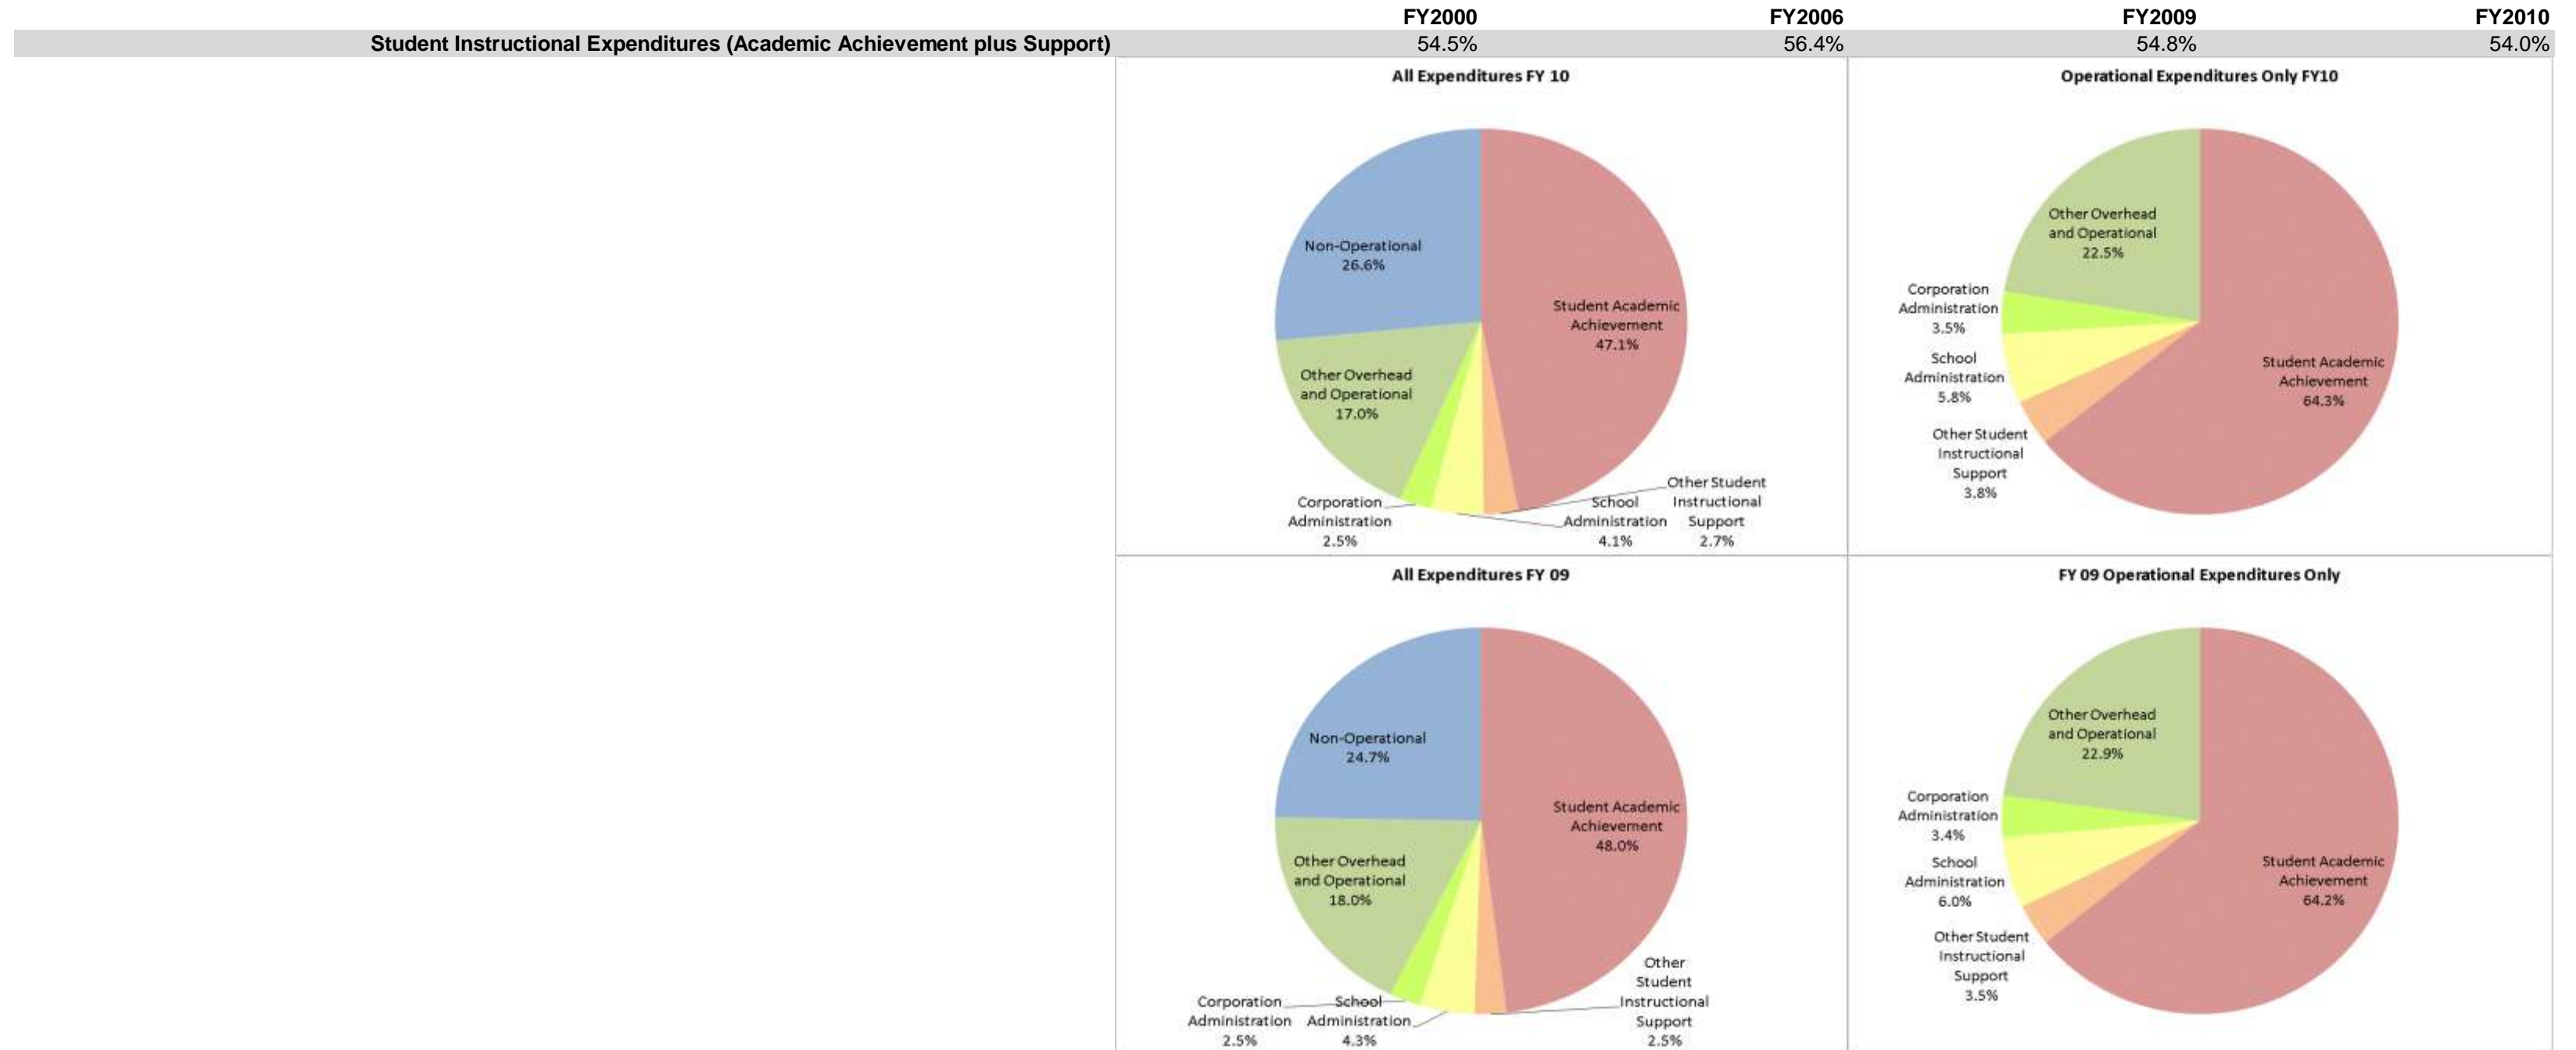 FY2000 FY2006 FY2009 FY2010
Student Instructional Expenditures (Academic Achievement plus Support) 54.5% 56.4% 54.8% 54.0%
All Expenditures FY 10
Non-Operational
26.6%
Student Academic
Achievement
47.1%
Other Overhead
and Operational
17.0%
Corporation
Administration
2.5%
School
Administration
4.1%
Other Student
Instructional
Support
2.7%
Operational Expenditures Only FY10
Other Overhead
and Operational
22.5%
Corporation
Administration
3.5%
School
Administration
5.8%
Other Student
Instructional
Support
3.8%
Student Academic
Achievement
64.3%
All Expenditures FY 09
Non-Operational
24.7%
Student Academic
Achievement
48.0%
Other Overhead
and Operational
18.0%
Corporation
Administration
2.5%
School
Administration
4.3%
Other
Student
Instructional
Support
2.5%
FY 09 Operational Expenditures Only
Other Overhead
and Operational
22.9%
Corporation
Administration
3.4%
School
Administration
6.0%
Other Student
Instructional
Support
3.5%
Student Academic
Achievement
64.2%